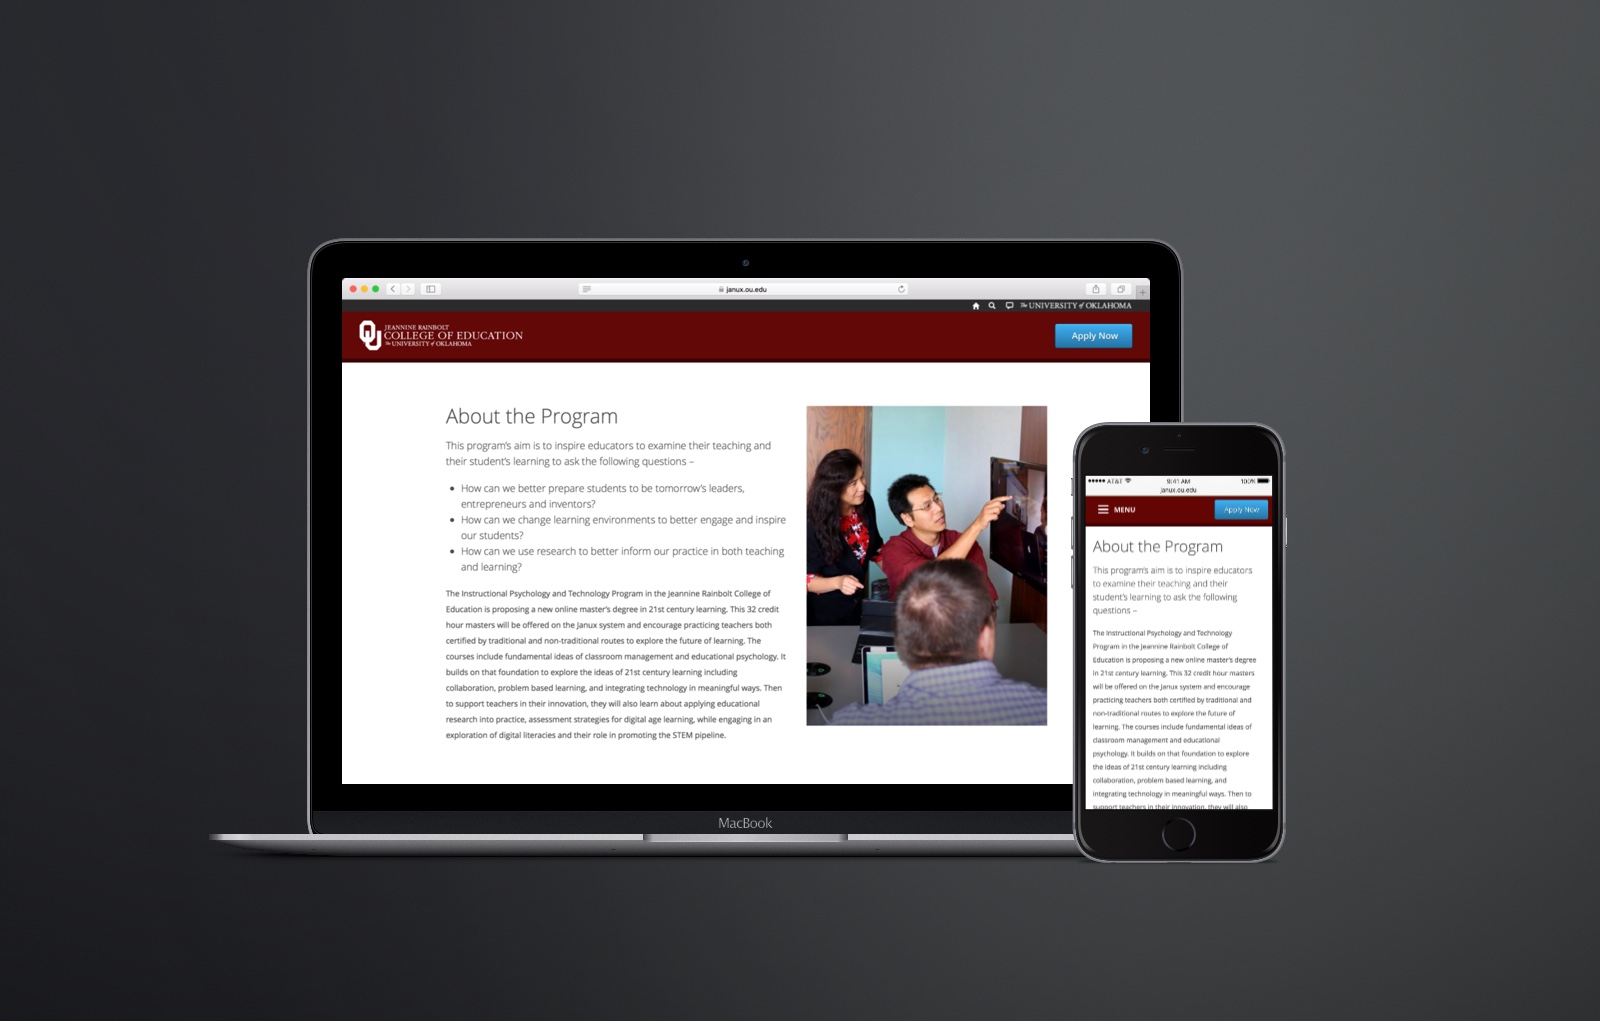 janux.ou.edu
The UNIVERSITY of OKLAHOMA
OU
JEANNINE RAINBOLT
COLLEGE OF EDUCATION
The UNIVERSITY of OKLAHOMA
Apply Now
About the Program
This program's aim is to inspire educators to examine their teaching and
their student's learning to ask the following questions –
• How can we better prepare students to be tomorrow's leaders,
entrepreneurs and inventors?
• How can we change learning environments to better engage and inspire
our students?
• How can we use research to better inform our practice in both teaching
and learning?
The Instructional Psychology and Technology Program in the Jeannine Rainbolt College of
Education is proposing a new online master's degree in 21st century learning. This 32 credit
hour masters will be offered on the Janux system and encourage practicing teachers both
certified by traditional and non-traditional routes to explore the future of learning. The
courses include fundamental ideas of classroom management and educational psychology. It
builds on that foundation to explore the ideas of 21st century learning including
collaboration, problem based learning, and integrating technology in meaningful ways. Then
to support teachers in their innovation, they will also learn about applying educational
research into practice, assessment strategies for digital age learning, while engaging in an
exploration of digital literacies and their role in promoting the STEM pipeline.
MacBook
AT&T 9:41 AM 100%
janux.ou.edu
MENU
Apply Now
About the Program
This program's aim is to inspire educators
to examine their teaching and their
student's learning to ask the following
questions –
The Instructional Psychology and Technology
Program in the Jeannine Rainbolt College of
Education is proposing a new online master's degree
in 21st century learning. This 32 credit hour masters
will be offered on the Janux system and encourage
practicing teachers both certified by traditional and
non-traditional routes to explore the future of
learning. The courses include fundamental ideas of
classroom management and educational
psychology. It builds on that foundation to explore
the ideas of 21st century learning including
collaboration, problem based learning, and
integrating technology in meaningful ways. Then to
support teachers in their innovation, they will also